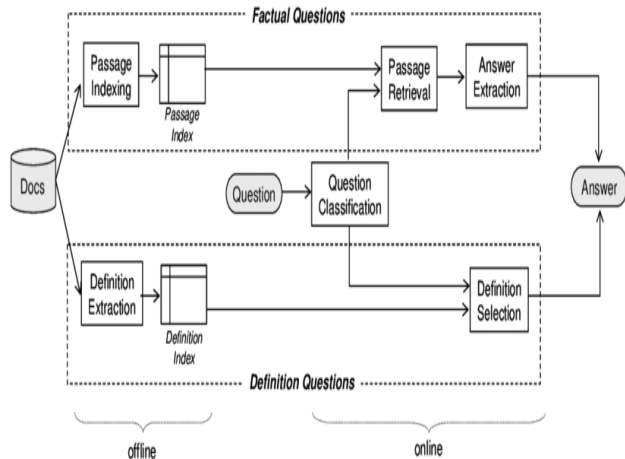 Factual Questions
Passage
Indexing
Passage
Index
Passage
Retrieval
Answer
Extraction
Docs
Question
Question
Classification
Answer
Definition
Extraction
Definition
Index
Definition
Selection
Definition Questions
offline
online